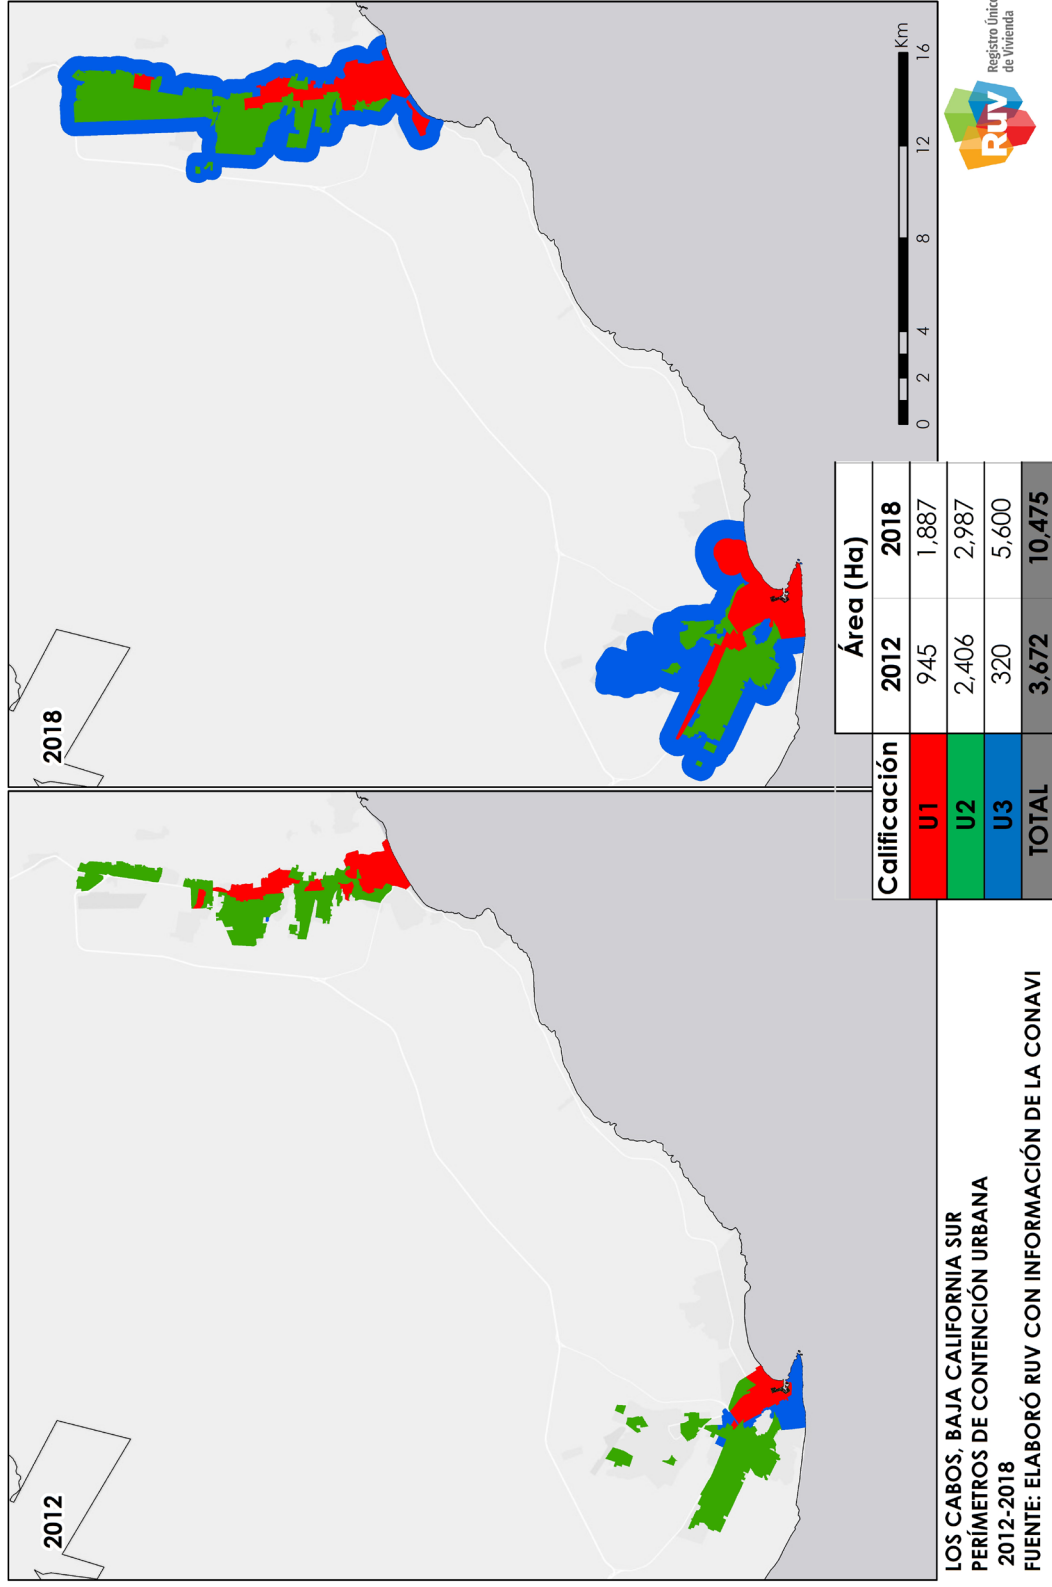 2012
2018
0 2 4 8 12 16
Km
Calificación Área (Ha)
2012 2018
U1 945 1,887
U2 2,406 2,987
U3 320 5,600
TOTAL 3,672 10,475
LOS CABOS, BAJA CALIFORNIA SUR
PERÍMETROS DE CONTENCIÓN URBANA
2012-2018
FUENTE: ELABORÓ RUV CON INFORMACIÓN DE LA CONAVI
Ruv
Registro Único
de Vivienda